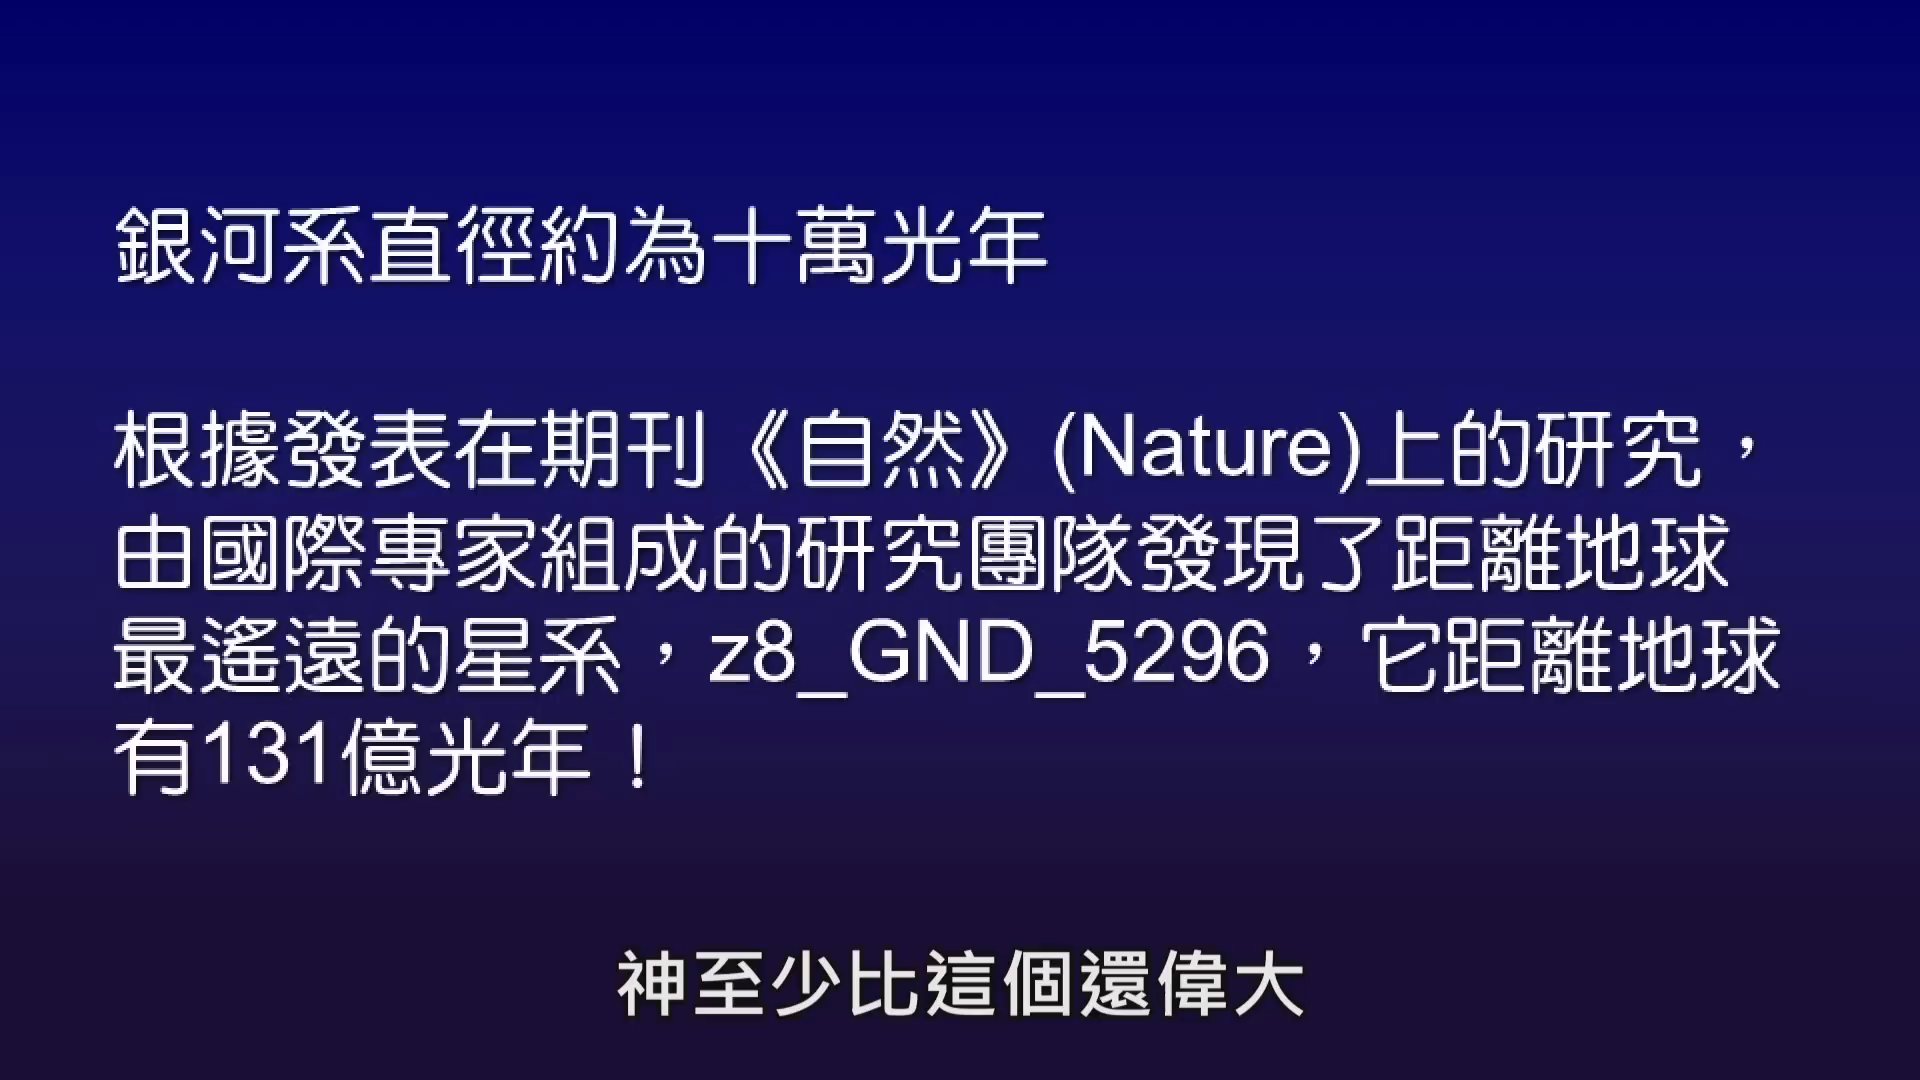 銀河系直徑約為十萬光年
根據發表在期刊《自然》(Nature)上的研究，
由國際專家組成的研究團隊發現了距離地球
最遙遠的星系，z8_GND_5296，它距離地球
有131億光年！
神至少比這個還偉大